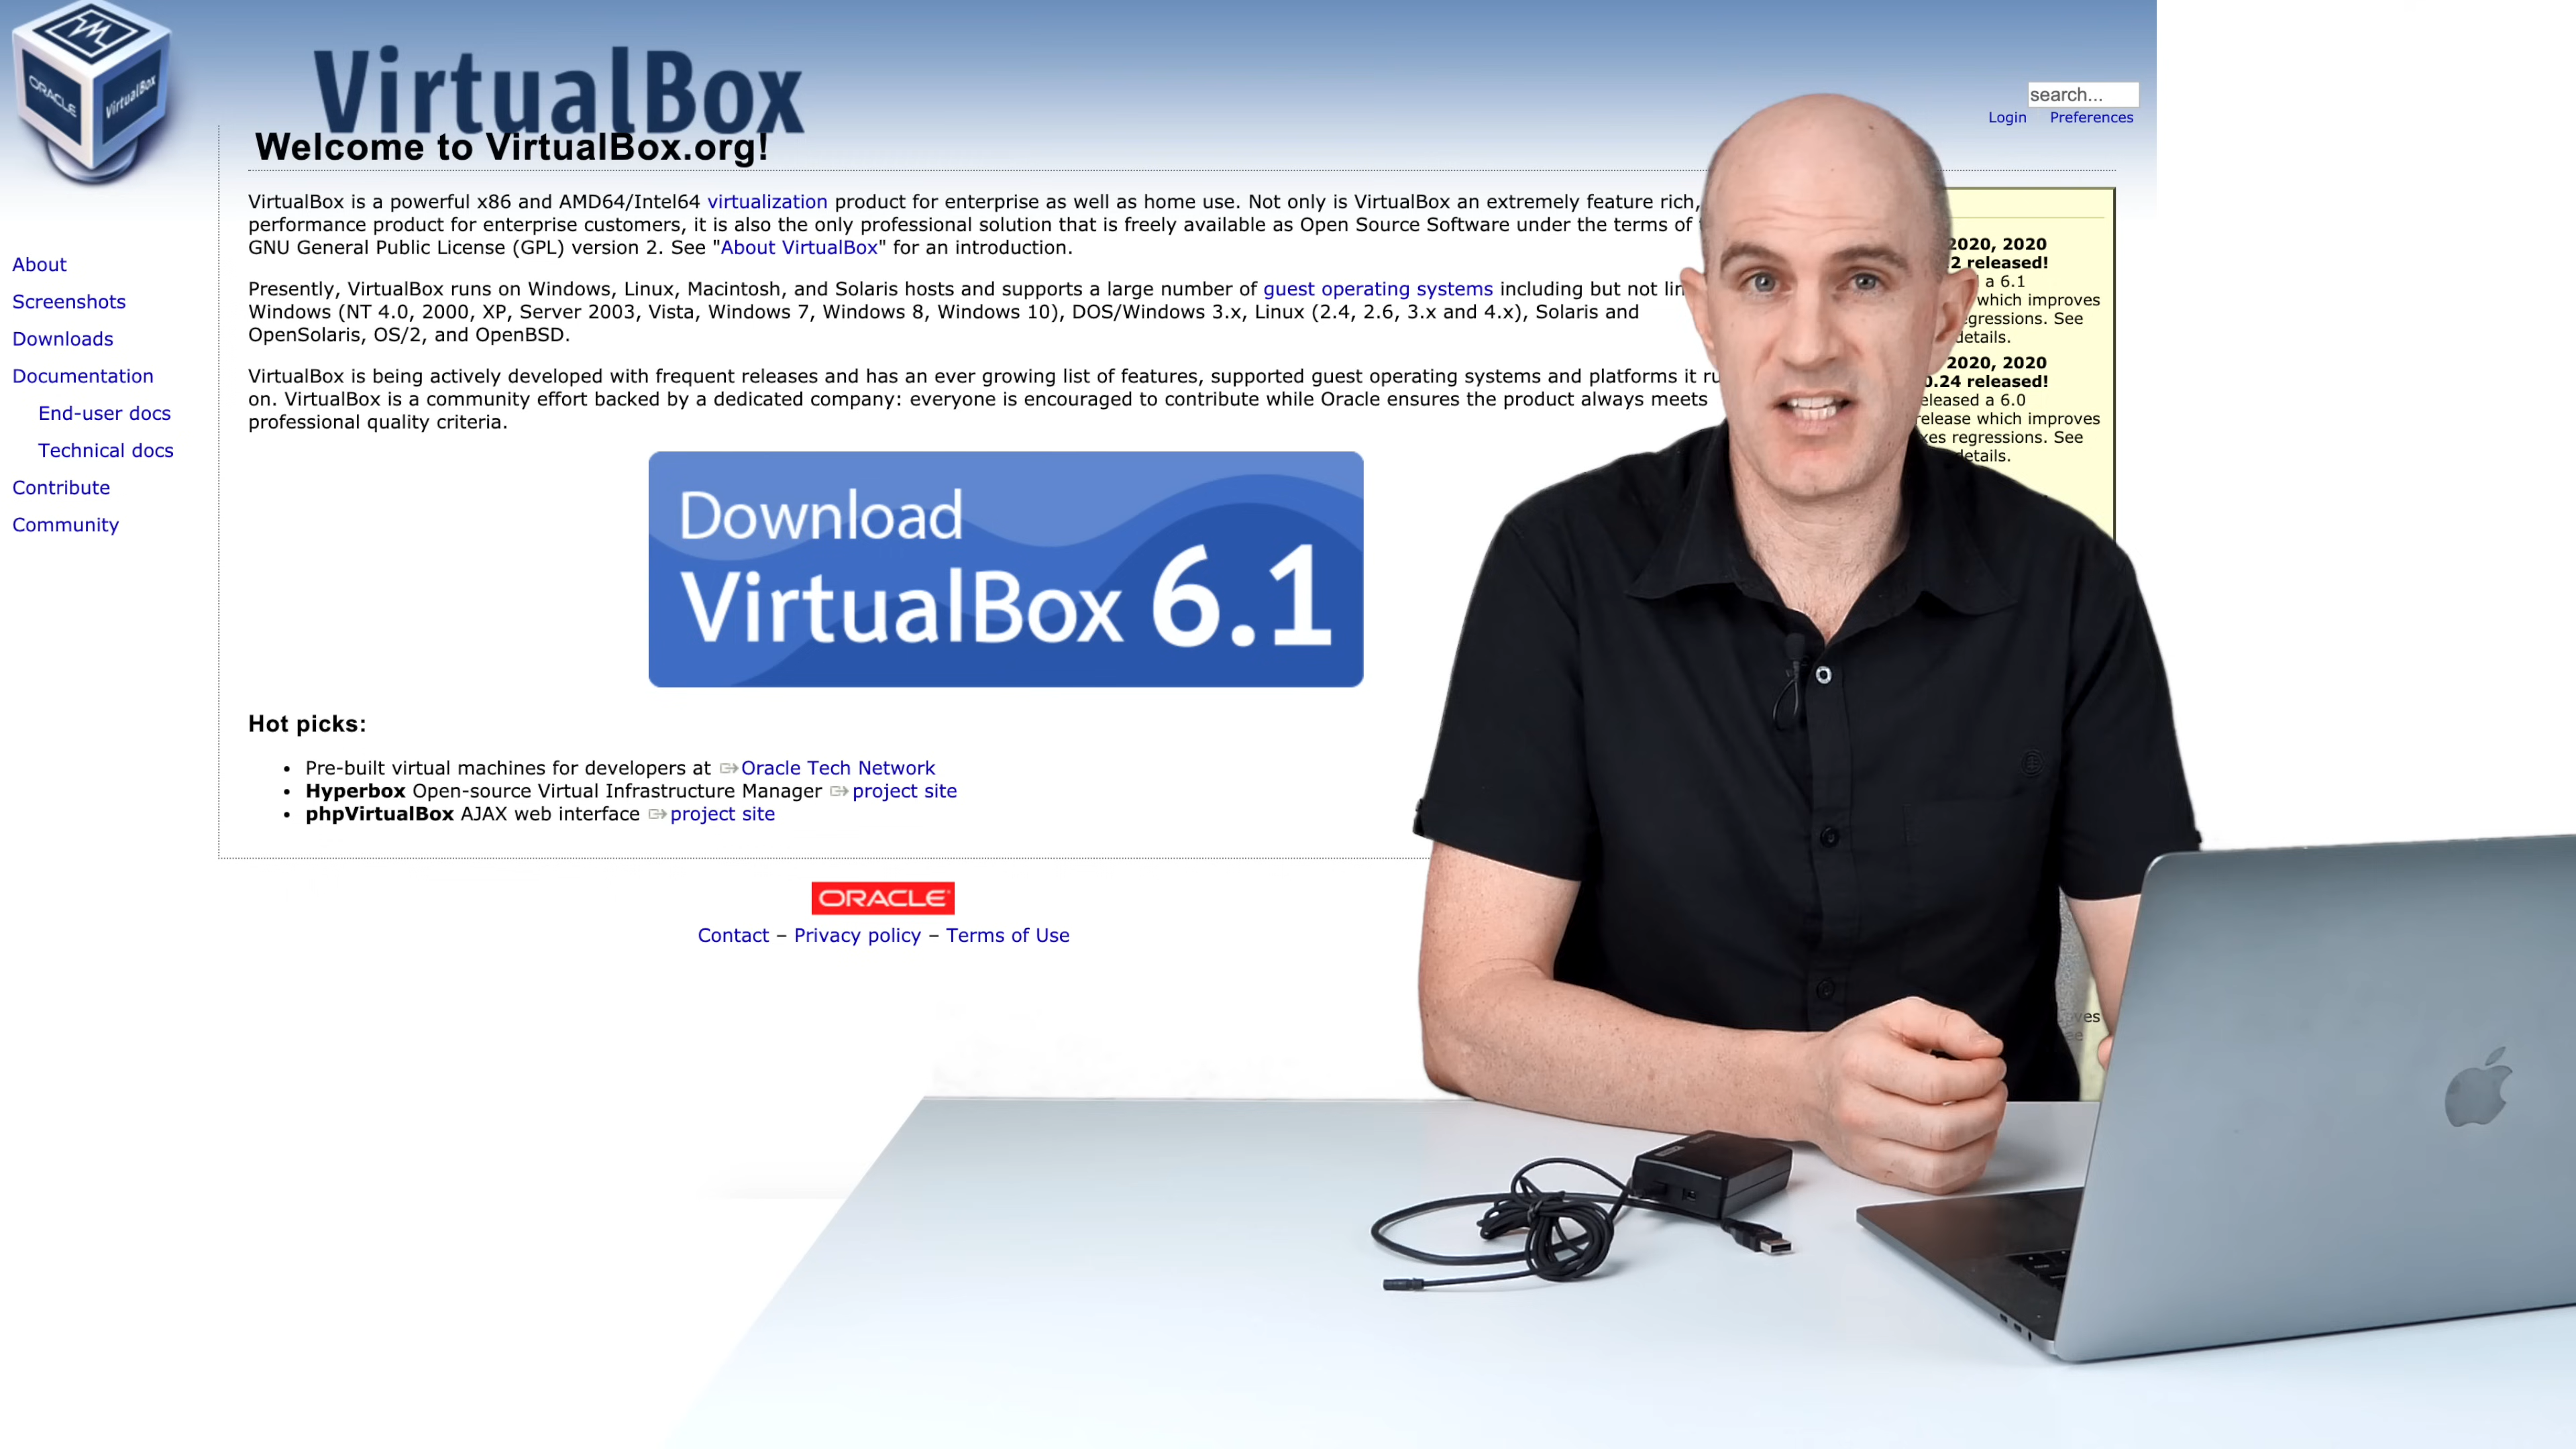 ORACLE
VirtualBox
VirtualBox
search...
Login Preferences
Welcome to VirtualBox.org!
VirtualBox is a powerful x86 and AMD64/Intel64 virtualization product for enterprise as well as home use. Not only is VirtualBox an extremely feature rich,
performance product for enterprise customers, it is also the only professional solution that is freely available as Open Source Software under the terms of
GNU General Public License (GPL) version 2. See "About VirtualBox" for an introduction.
Presently, VirtualBox runs on Windows, Linux, Macintosh, and Solaris hosts and supports a large number of guest operating systems including but not
Windows (NT 4.0, 2000, XP, Server 2003, Vista, Windows 7, Windows 8, Windows 10), DOS/Windows 3.x, Linux (2.4, 2.6, 3.x and 4.x), Solaris and
OpenSolaris, OS/2, and OpenBSD.
VirtualBox is being actively developed with frequent releases and has an ever growing list of features, supported guest operating systems and platforms it
on. VirtualBox is a community effort backed by a dedicated company: everyone is encouraged to contribute while Oracle ensures the product always meets
professional quality criteria.
About
Screenshots
Downloads
Documentation
End-user docs
Technical docs
Contribute
Community
2020, 2020
2 released!
a 6.1
which improves
See
details.
2020, 2020
0.24 released!
a 6.0
release which improves
regressions. See
details.
Download
VirtualBox 6.1
Hot picks:
• Pre-built virtual machines for developers at Oracle Tech Network
• Hyperbox Open-source Virtual Infrastructure Manager project site
• phpVirtualBox AJAX web interface project site
ORACLE
Contact – Privacy policy – Terms of Use